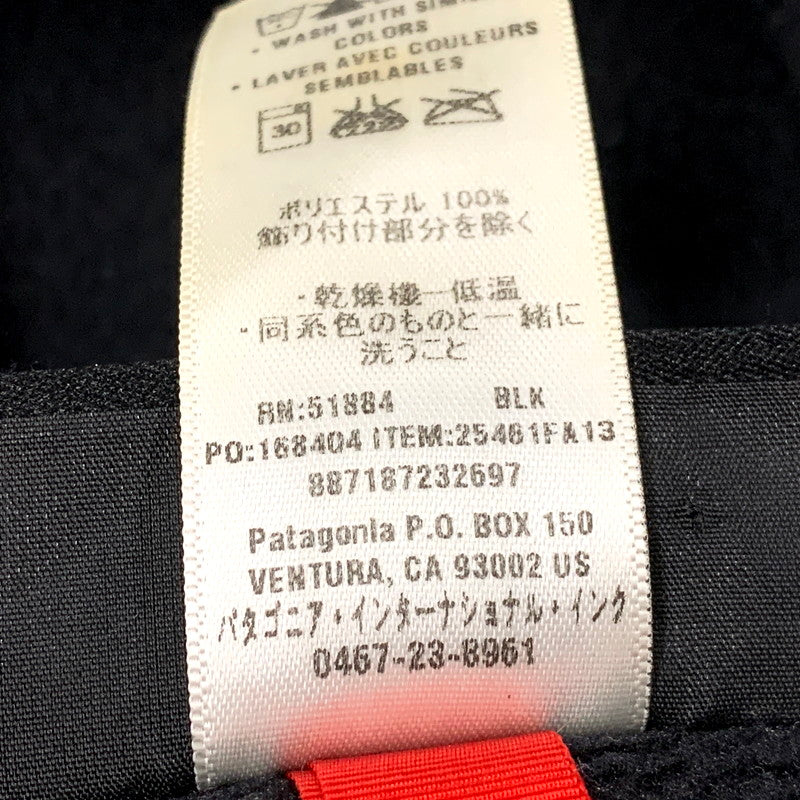 · WASH WITH SIMILAR
COLORS
· LAVER AVEC COULEURS
SEMBLABLES
30
ポリエステル 100%
飾り付け部分を除く
・乾燥機一低温
・同系色のものと一緒に
洗うこと
RN:51884 BLK
PO:168404 ITEM:25461FA13
887187232697
Patagonia P.O. BOX 150
VENTURA, CA 93002 US
パタゴニア・インターナショナル・インク
0467-23-8961